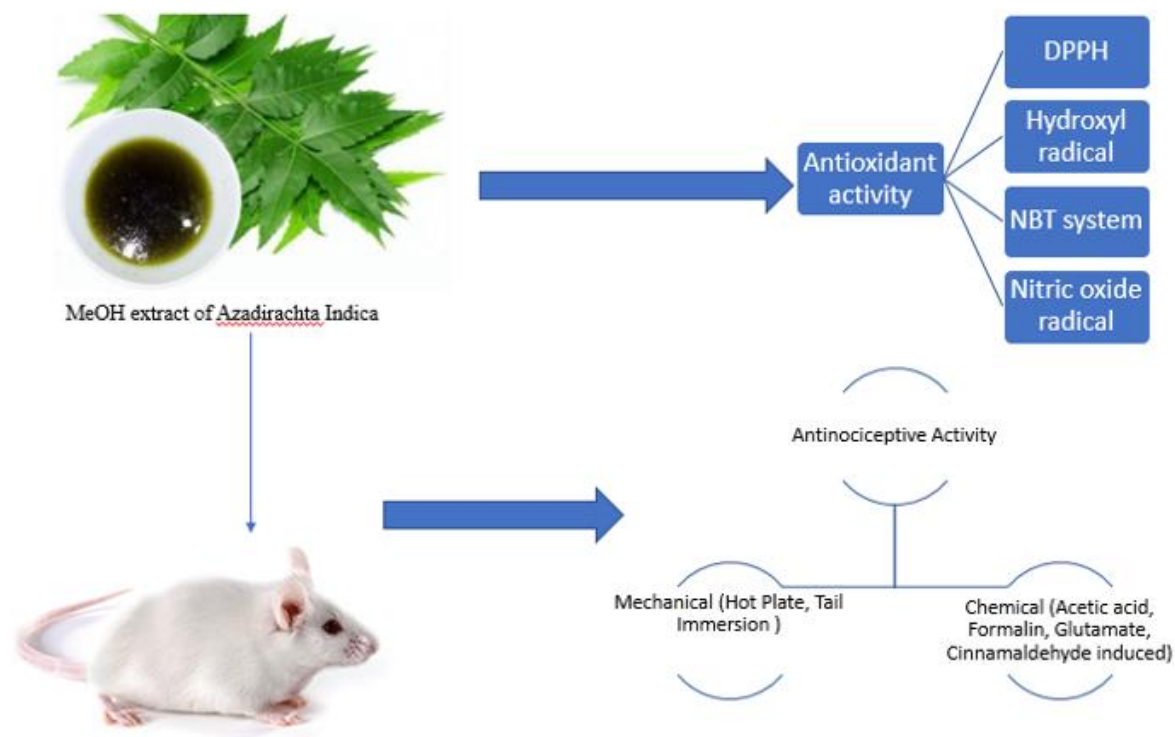 DPPH
Hydroxyl
radical
Antioxidant
activity
NBT system
Nitric oxide
radical
MeOH extract of Azadirachta Indica
Antinociceptive Activity
Mechanical (Hot Plate, Tail
Immersion )
Chemical (Acetic acid,
Formalin, Glutamate,
Cinnamaldehyde induced)